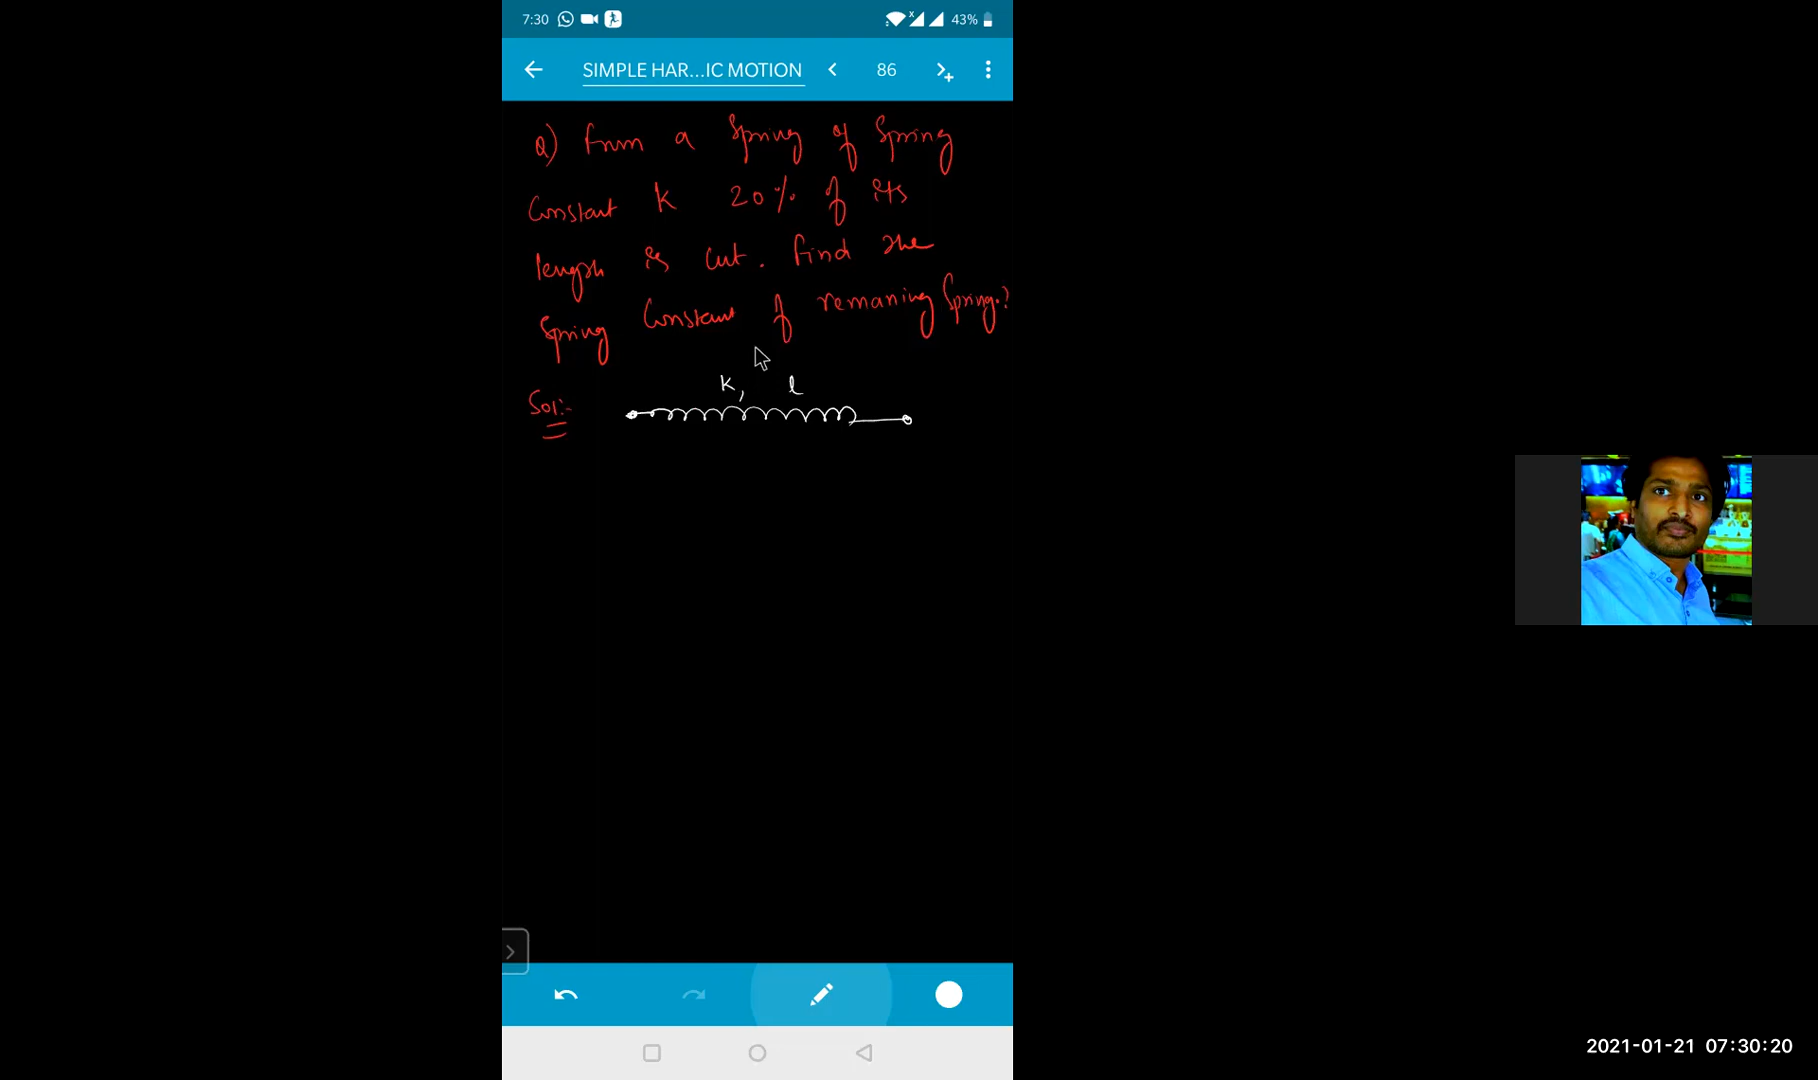 7:30
43%
SIMPLE HAR...IC MOTION
86
Q) from a Spring of Spring
Constant K 20% of its
length is cut. find the
Spring Constant of remaning Spring.?
Sol:-
K, l
2021-01-21 07:30:20